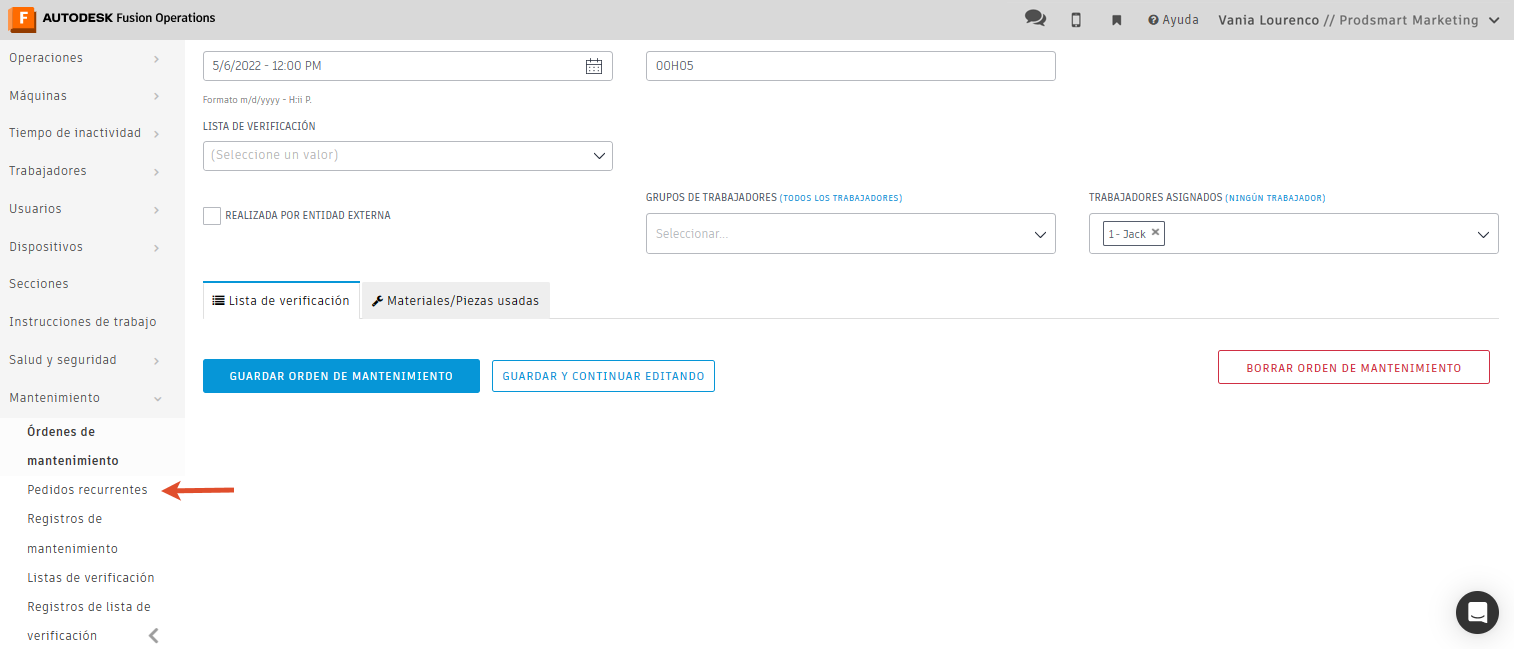 AUTODESK Fusion Operations
Ayuda
Vania Lourenco // Prodsmart Marketing
Operaciones
Máquinas
Tiempo de inactividad
Trabajadores
Usuarios
Dispositivos
Secciones
Instrucciones de trabajo
Salud y seguridad
Mantenimiento
Órdenes de
mantenimiento
Pedidos recurrentes
Registros de
mantenimiento
Listas de verificación
Registros de lista de
verificación
5/6/2022 - 12:00 PM
00H05
Formato m/d/yyyy - H:ii P.
LISTA DE VERIFICACIÓN
(Seleccione un valor)
REALIZADA POR ENTIDAD EXTERNA
GRUPOS DE TRABAJADORES (TODOS LOS TRABAJADORES)
Seleccionar...
TRABAJADORES ASIGNADOS (NINGÚN TRABAJADOR)
1 - Jack ×
Lista de verificación
Materiales/Piezas usadas
GUARDAR ORDEN DE MANTENIMIENTO
GUARDAR Y CONTINUAR EDITANDO
BORRAR ORDEN DE MANTENIMIENTO